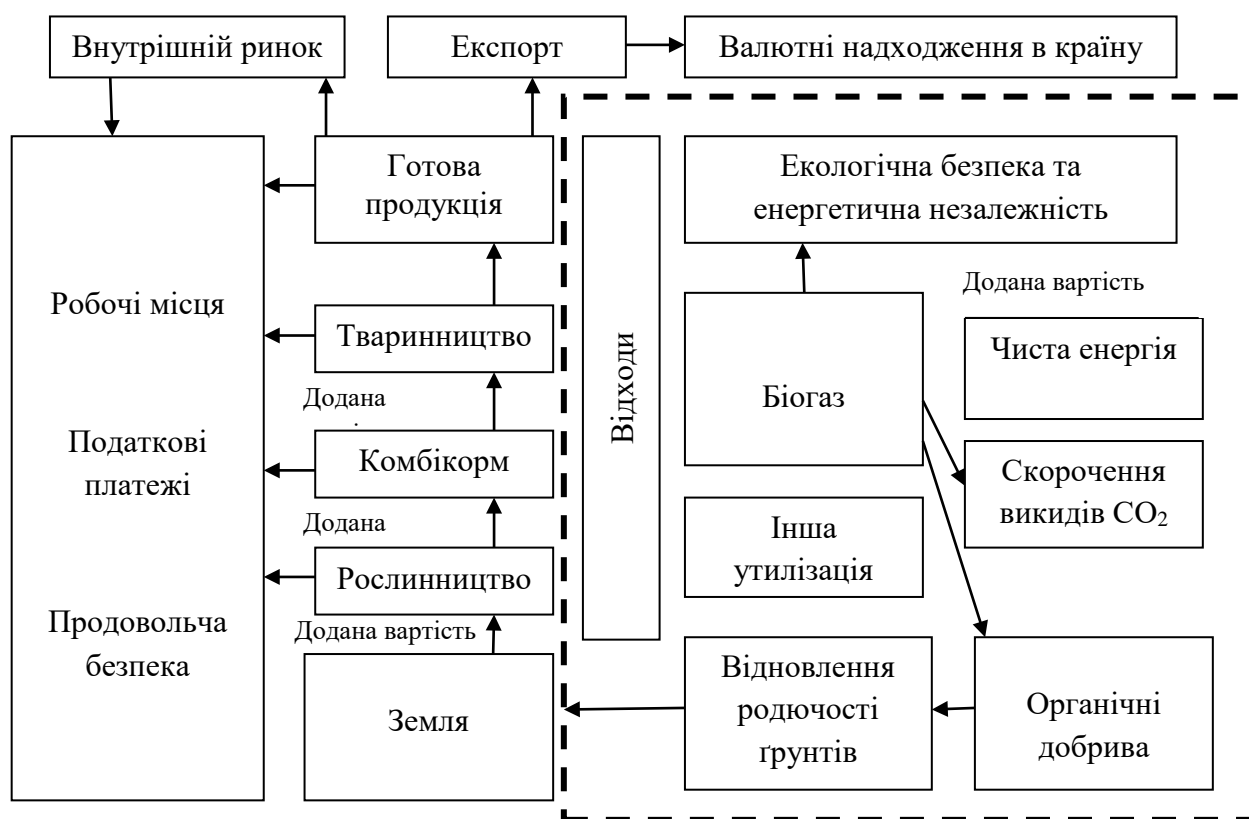 Внутрішній ринок
Експорт
Валютні надходження в країну
Готова
продукція
Екологічна безпека та
енергетична незалежність
Робочі місця
Податкові
платежі
Продовольча
безпека
Тваринництво
Додана
Комбікорм
Додана
Рослинництво
Додана вартість
Земля
Відходи
Біогаз
Додана вартість
Чиста енергія
Скорочення
викидів CO₂
Інша
утилізація
Відновлення
родючості
ґрунтів
Органічні
добрива